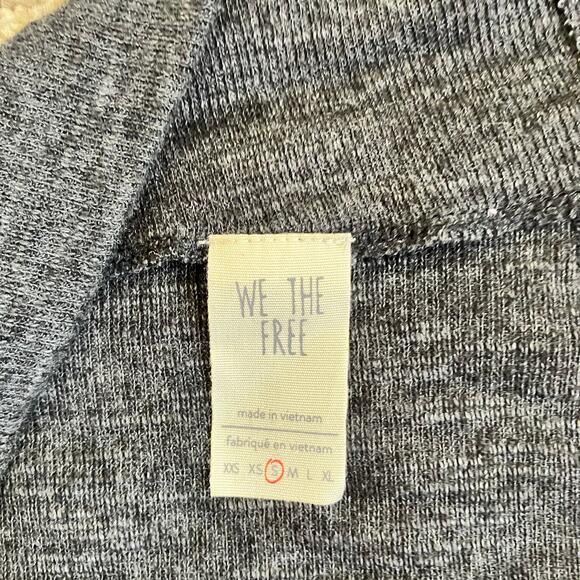 WE THE
FREE
made in vietnam
fabriqué en vietnam
XXS XS S M L XL